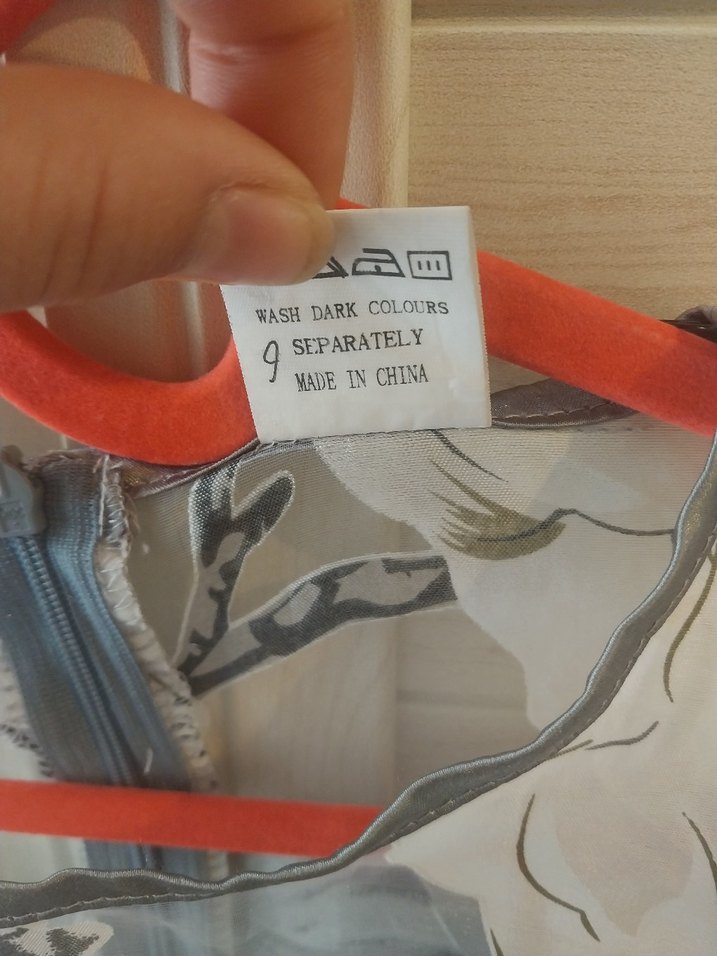 WASH DARK COLOURS
9 SEPARATELY
MADE IN CHINA